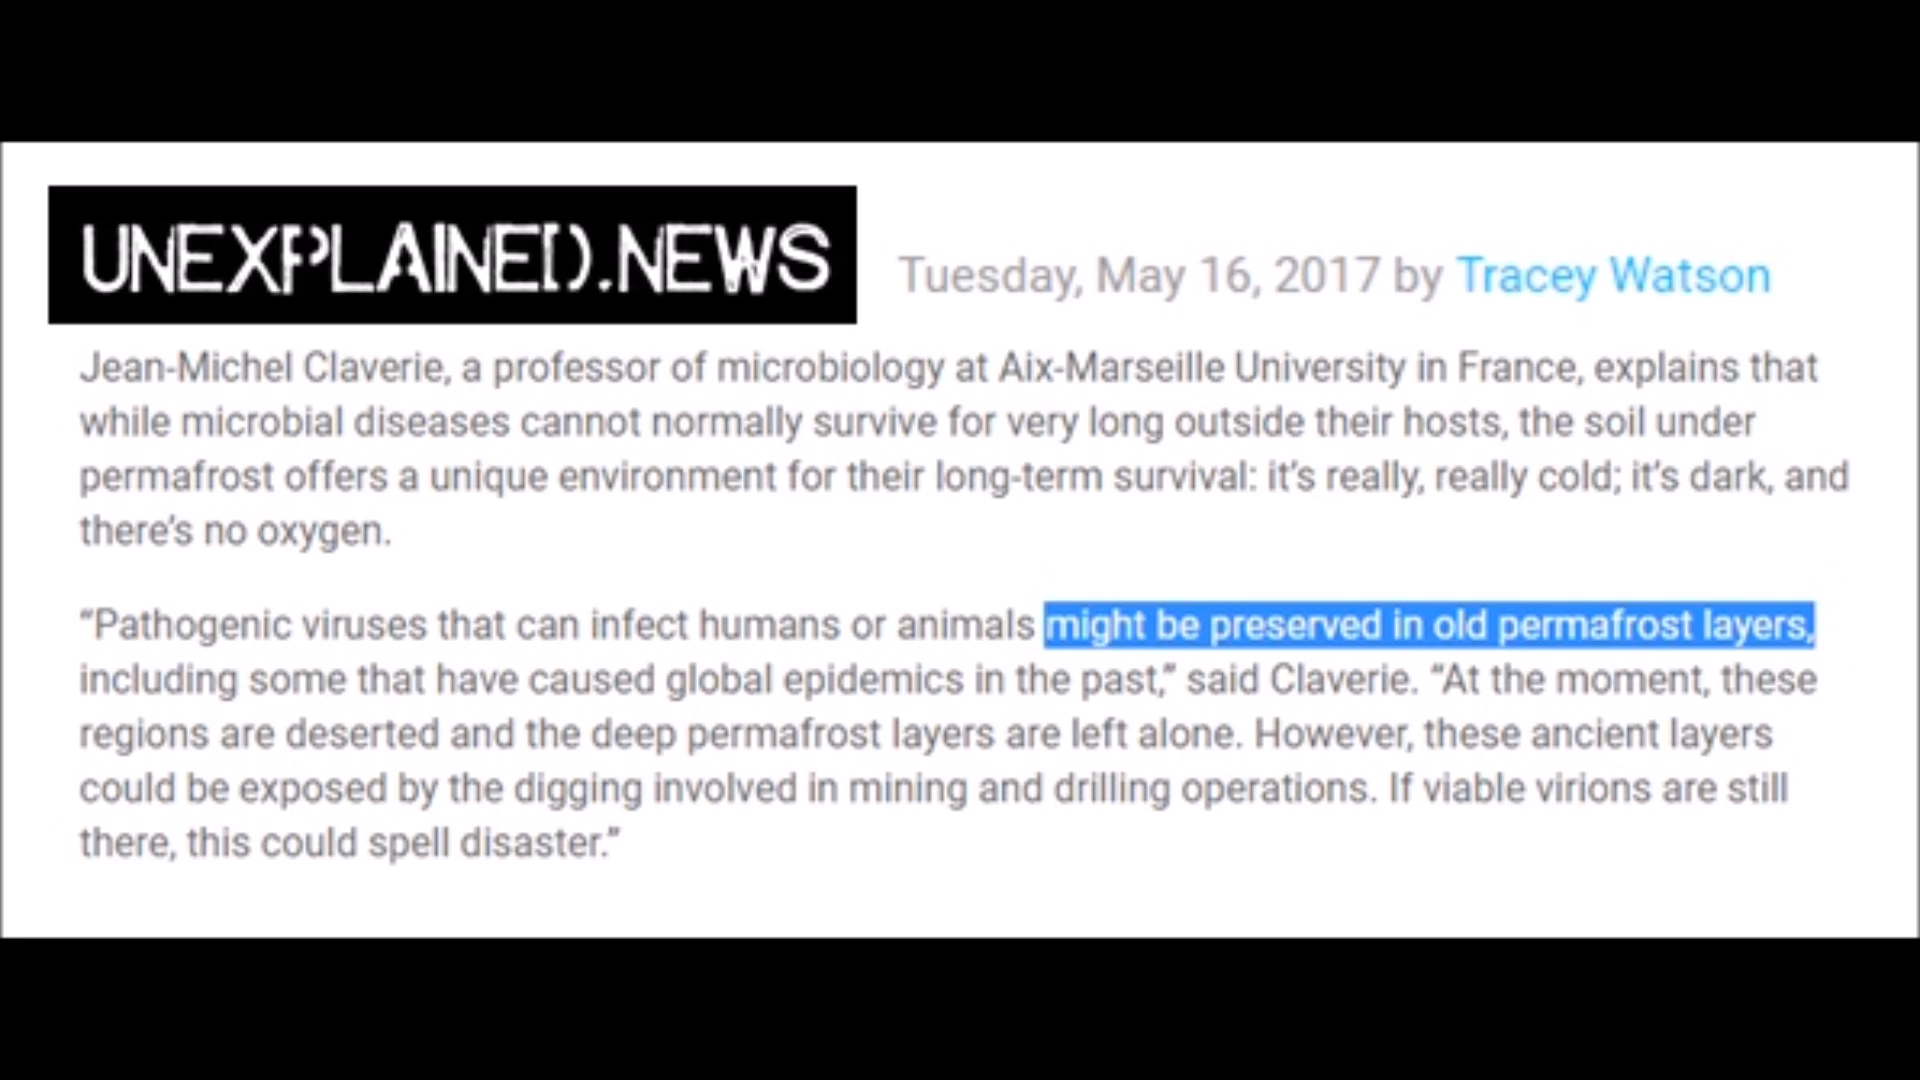 UNEXPLAINED.NEWS
Tuesday, May 16, 2017 by Tracey Watson
Jean-Michel Claverie, a professor of microbiology at Aix-Marseille University in France, explains that
while microbial diseases cannot normally survive for very long outside their hosts, the soil under
permafrost offers a unique environment for their long-term survival: it’s really, really cold; it’s dark, and
there’s no oxygen.
“Pathogenic viruses that can infect humans or animals might be preserved in old permafrost layers,
including some that have caused global epidemics in the past,” said Claverie. “At the moment, these
regions are deserted and the deep permafrost layers are left alone. However, these ancient layers
could be exposed by the digging involved in mining and drilling operations. If viable virions are still
there, this could spell disaster.”